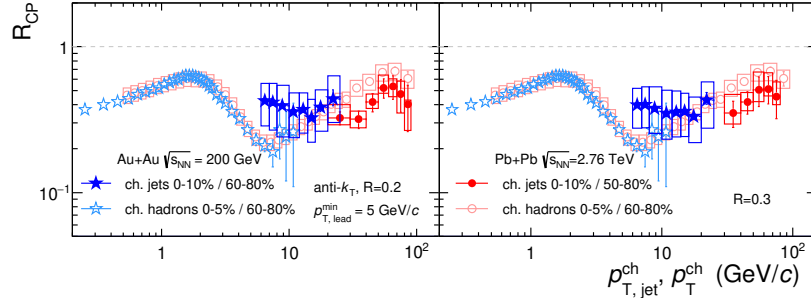 R_CP
1
10^−1
Au+Au √s_NN = 200 GeV
ch. jets 0-10% / 60-80%
ch. hadrons 0-5% / 60-80%
anti-k_T, R=0.2
p_T,lead^min = 5 GeV/c
Pb+Pb √s_NN=2.76 TeV
ch. jets 0-10% / 50-80%
ch. hadrons 0-5% / 60-80%
R=0.3
1 10 10^2 1 10 10^2
p_T, jet^ch, p_T^ch (GeV/c)